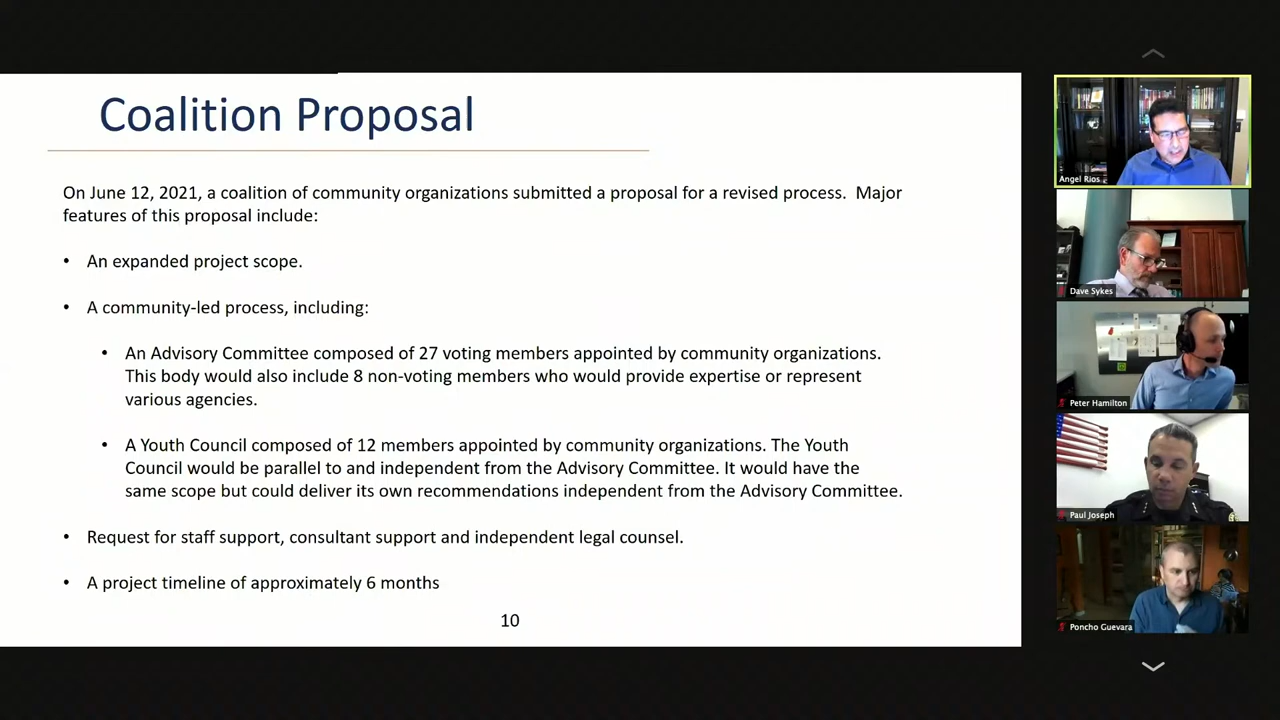 Coalition Proposal
On June 12, 2021, a coalition of community organizations submitted a proposal for a revised process.  Major
features of this proposal include:
• An expanded project scope.
• A community-led process, including:
• An Advisory Committee composed of 27 voting members appointed by community organizations.
This body would also include 8 non-voting members who would provide expertise or represent
various agencies.
• A Youth Council composed of 12 members appointed by community organizations. The Youth
Council would be parallel to and independent from the Advisory Committee. It would have the
same scope but could deliver its own recommendations independent from the Advisory Committee.
• Request for staff support, consultant support and independent legal counsel.
• A project timeline of approximately 6 months
10
Angel Rios
Dave Sykes
Peter Hamilton
Paul Joseph
Poncho Guevara